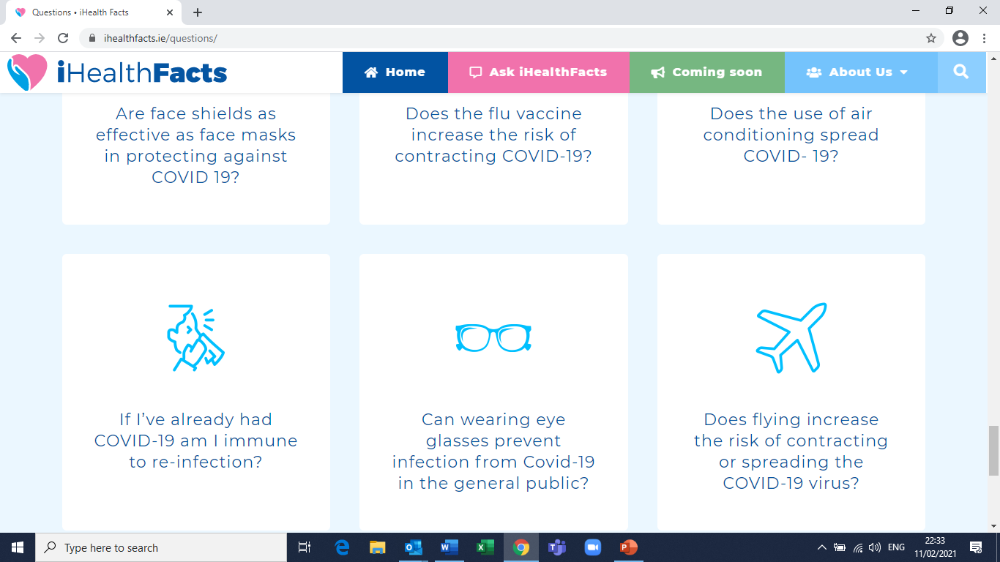 Questions • iHealth Facts
ihealthfacts.ie/questions/
iHealthFacts
Home
Ask iHealthFacts
Coming soon
About Us
Are face shields as
effective as face masks
in protecting against
COVID 19?
Does the flu vaccine
increase the risk of
contracting COVID-19?
Does the use of air
conditioning spread
COVID- 19?
If I’ve already had
COVID-19 am I immune
to re-infection?
Can wearing eye
glasses prevent
infection from Covid-19
in the general public?
Does flying increase
the risk of contracting
or spreading the
COVID-19 virus?
Type here to search
ENG
22:33
11/02/2021